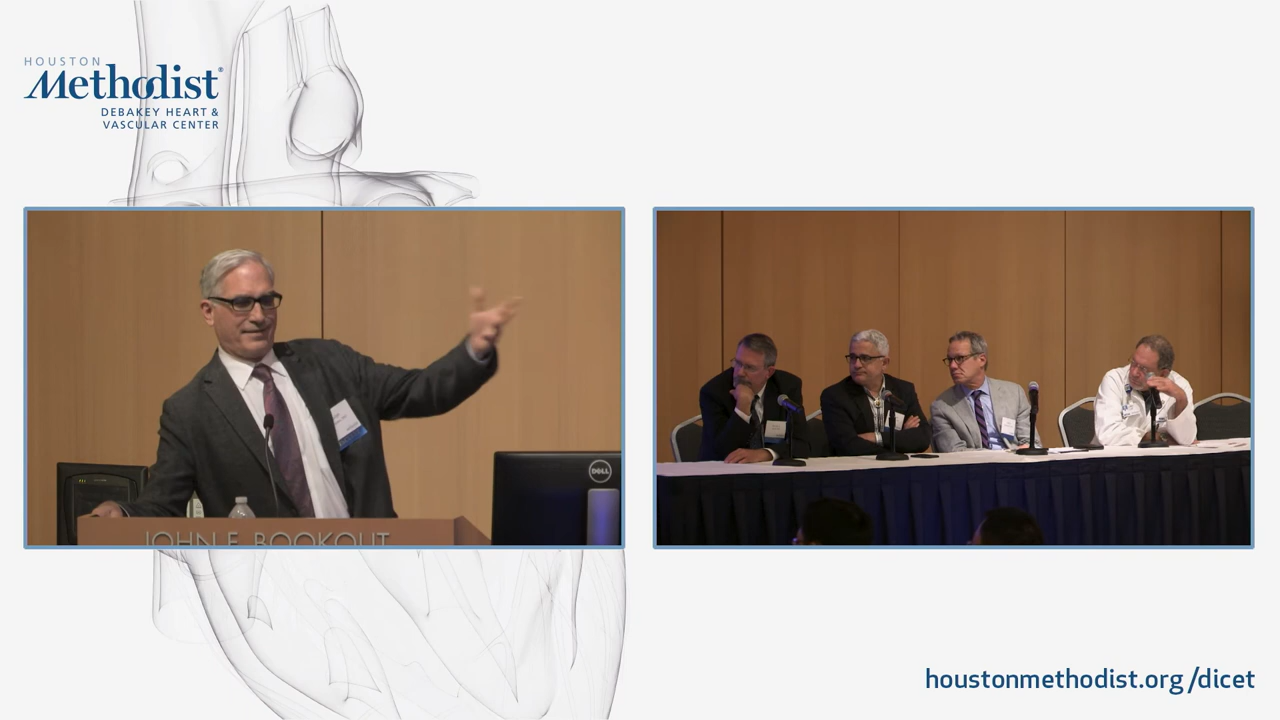 HOUSTON
Methodist®
DEBAKEY HEART &
VASCULAR CENTER
DELL
JOHN F. BOOKOUT
houstonmethodist.org/dicet